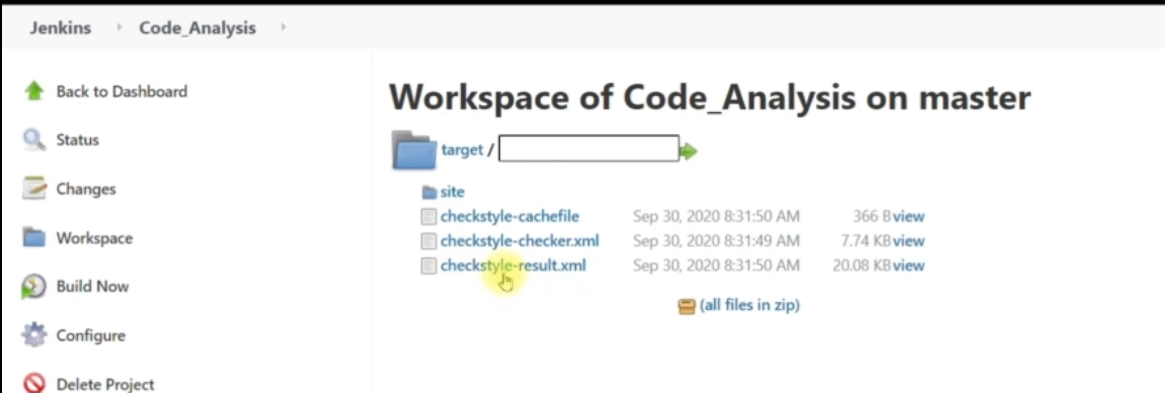 Jenkins Code_Analysis
Back to Dashboard
Status
Changes
Workspace
Build Now
Configure
Delete Project
Workspace of Code_Analysis on master
target /
site
checkstyle-cachefile Sep 30, 2020 8:31:50 AM 366 B view
checkstyle-checker.xml Sep 30, 2020 8:31:49 AM 7.74 KB view
checkstyle-result.xml Sep 30, 2020 8:31:50 AM 20.08 KB view
(all files in zip)